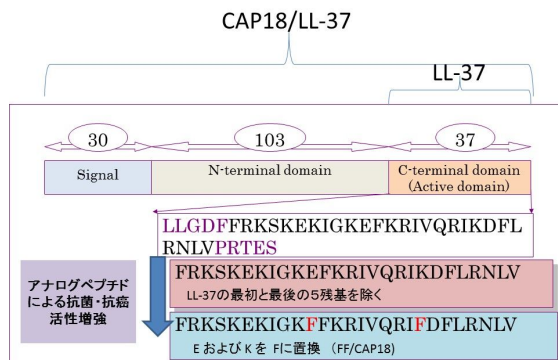 CAP18/LL-37
LL-37
30
103
37
Signal
N-terminal domain
C-terminal domain
(Active domain)
LLGDFFRKSKEKIGKEFKRIVQRIKDFL
RNLVPRTES
アナログペプチド
による抗菌・抗癌
活性増強
FRKSKEKIGKEFKRIVQRIKDFLRNLV
LL-37の最初と最後の5残基を除く
FRKSKEKIGKFFKRIVQRIFDFLRNLV
E および K を Fに置換 (FF/CAP18)